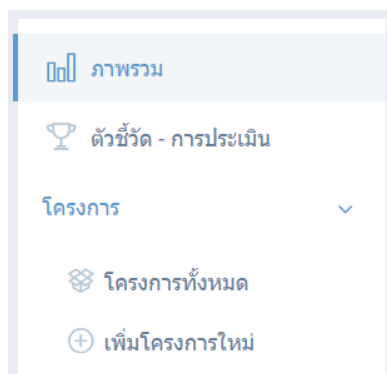 ภาพรวม
ตัวชี้วัด - การประเมิน
โครงการ
โครงการทั้งหมด
เพิ่มโครงการใหม่